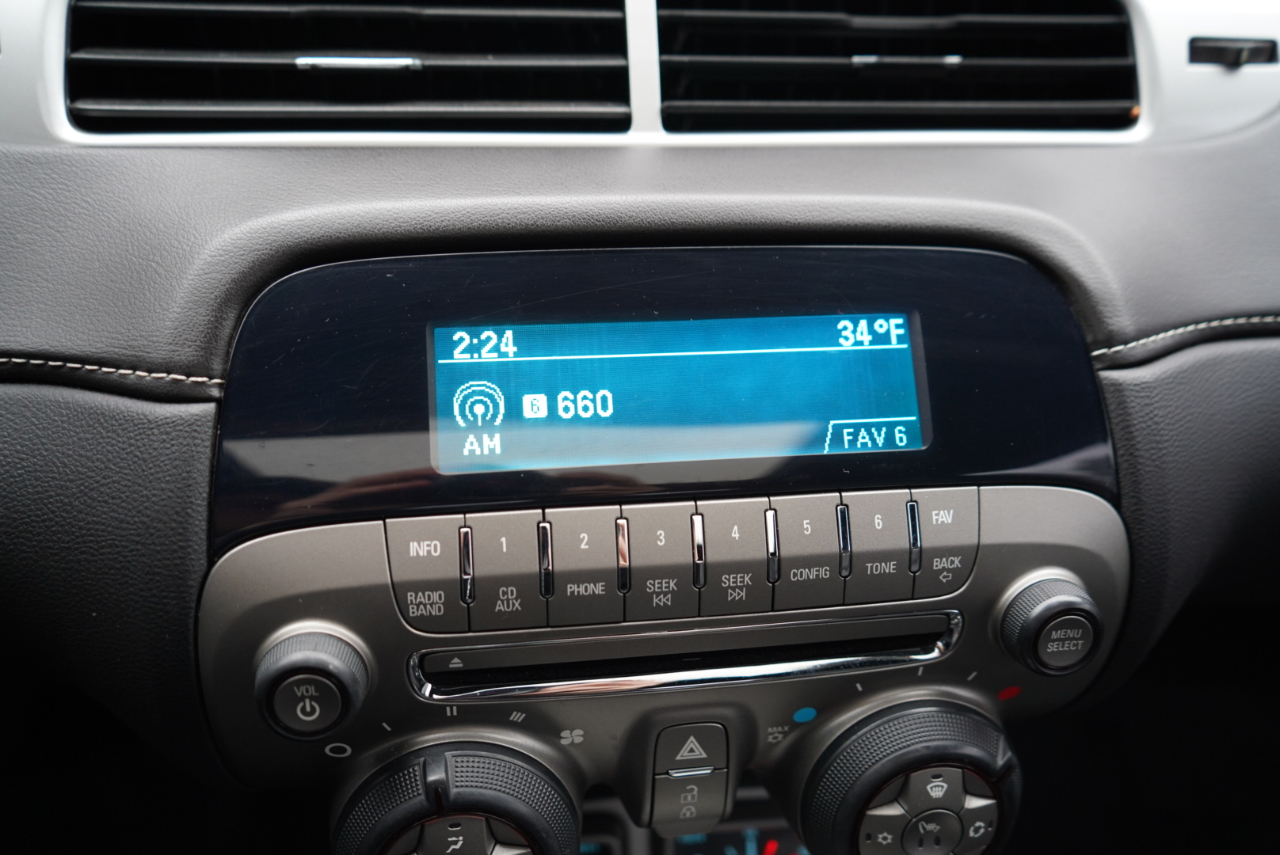 2:24 34°F
6 660
AM FAV 6
INFO 1 2 3 4 5 6 FAV
RADIO BAND CD AUX PHONE SEEK SEEK CONFIG TONE BACK
VOL
MENU SELECT
MAX